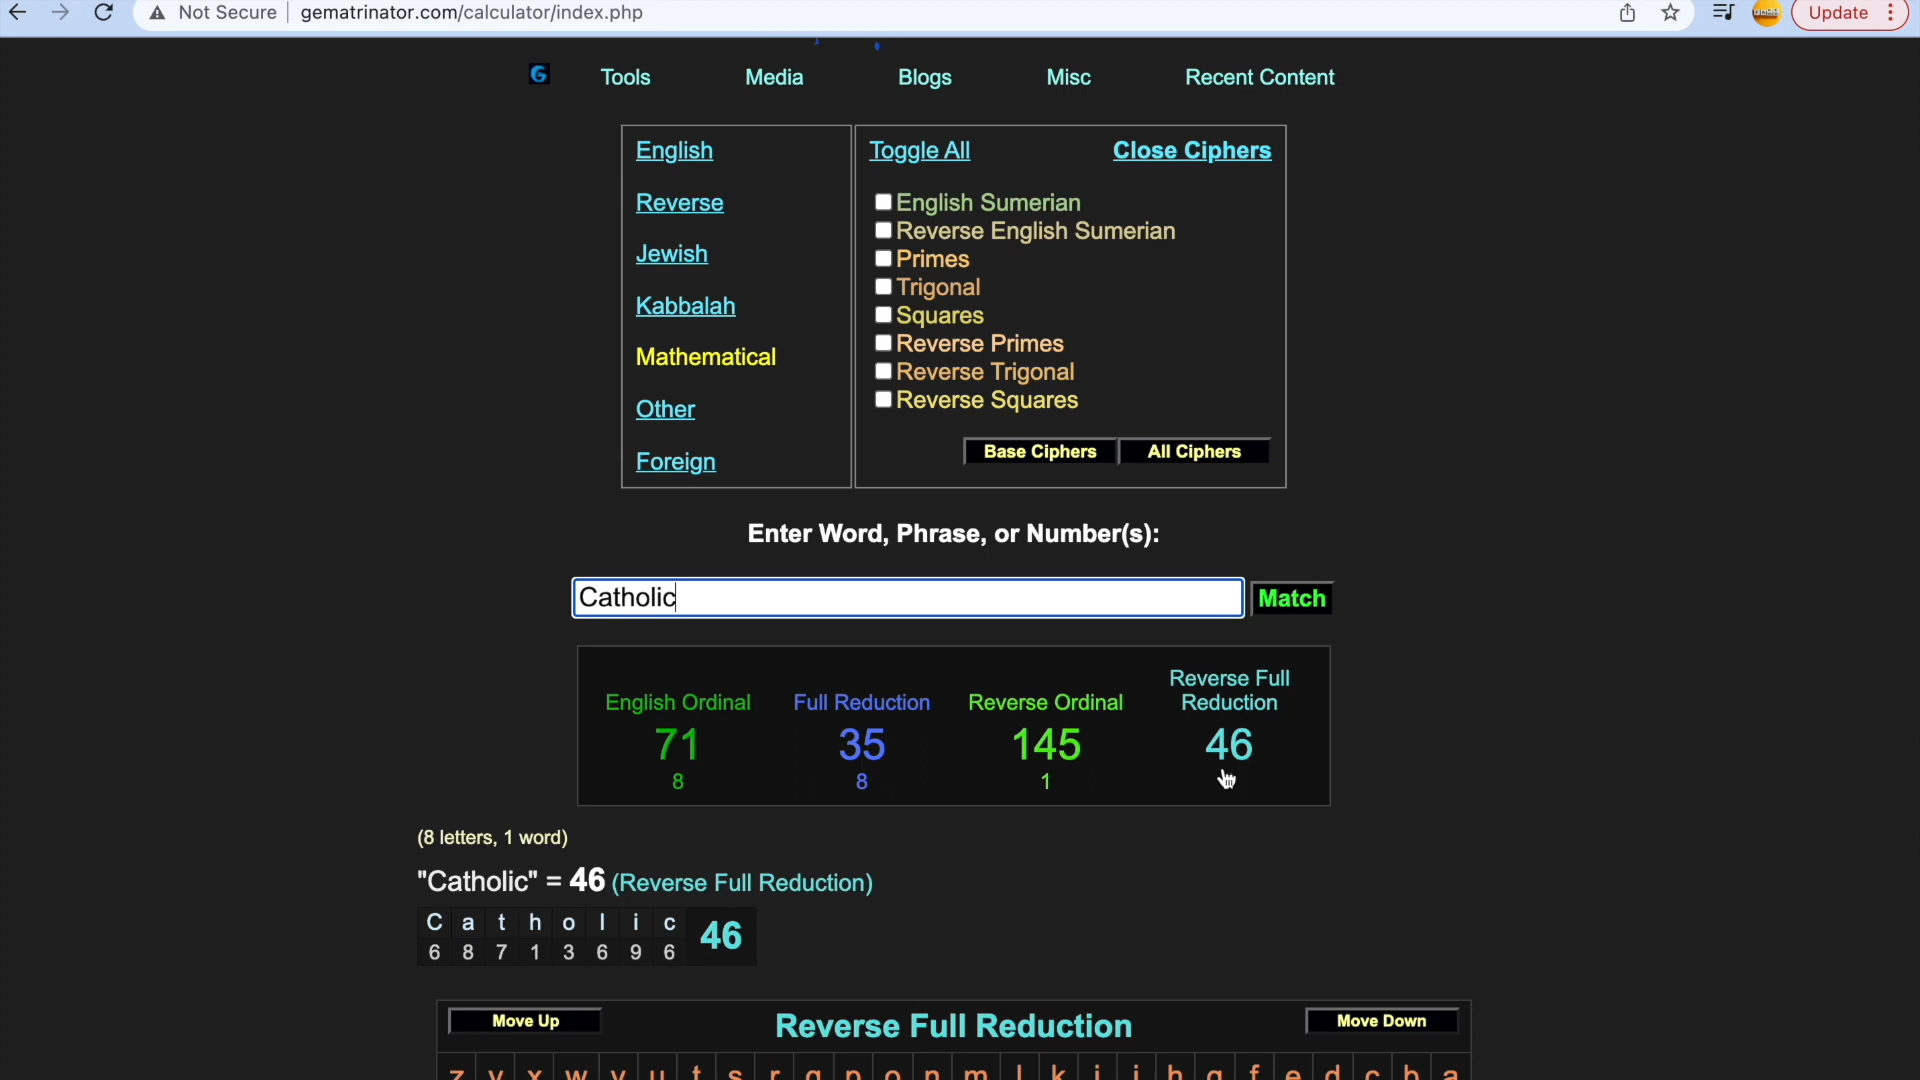 Not Secure gematrinator.com/calculator/index.php Update
G Tools Media Blogs Misc Recent Content
English
Reverse
Jewish
Kabbalah
Mathematical
Other
Foreign
Toggle All Close Ciphers
English Sumerian
Reverse English Sumerian
Primes
Trigonal
Squares
Reverse Primes
Reverse Trigonal
Reverse Squares
Base Ciphers All Ciphers
Enter Word, Phrase, or Number(s):
Catholic Match
English Ordinal Full Reduction Reverse Ordinal Reverse Full Reduction
71 35 145 46
8 8 1
(8 letters, 1 word)
"Catholic" = 46 (Reverse Full Reduction)
C a t h o l i c 46
6 8 7 1 3 6 9 6
Move Up Reverse Full Reduction Move Down
z y x w v u t s r q p o n m l k j i h g f e d c b a